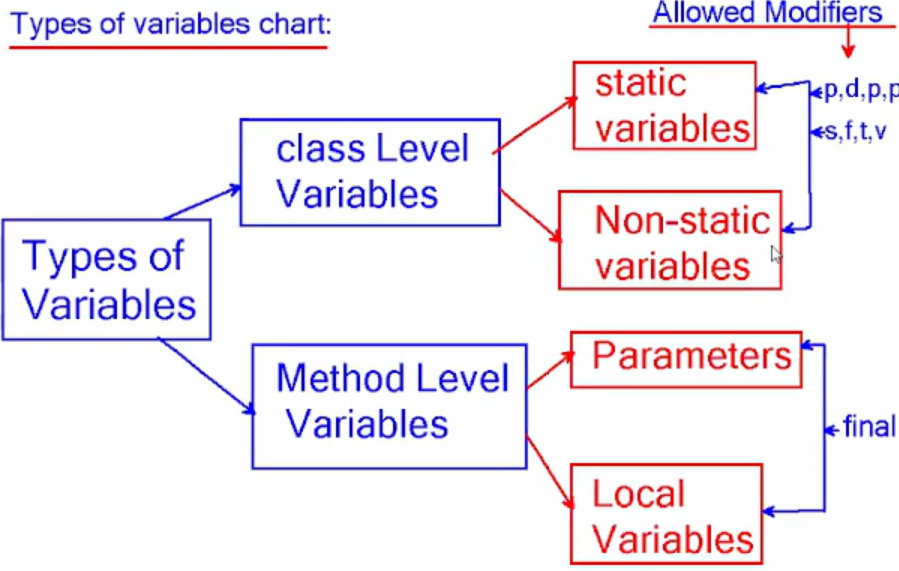 Types of variables chart:
Allowed Modifiers
static
variables
p,d,p,p
s,f,t,v
class Level
Variables
Non-static
variables
Types of
Variables
Method Level
Variables
Parameters
final
Local
Variables